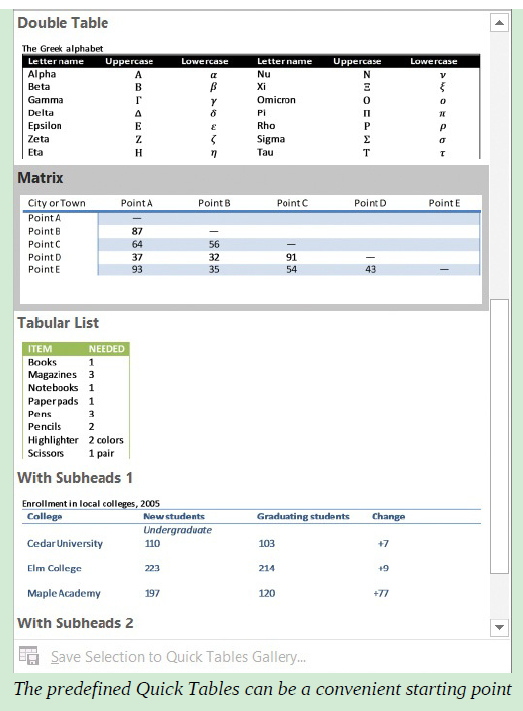 Double Table
The Greek alphabet
Letter name Uppercase Lowercase Letter name Uppercase Lowercase
Alpha Α α Nu Ν ν
Beta Β β Xi Ξ ξ
Gamma Γ γ Omicron Ο ο
Delta Δ δ Pi Π π
Epsilon Ε ε Rho Ρ ρ
Zeta Ζ ζ Sigma Σ σ
Eta Η η Tau Τ τ
Matrix
City or Town Point A Point B Point C Point D Point E
Point A —
Point B 87 —
Point C 64 56 —
Point D 37 32 91 —
Point E 93 35 54 43 —
Tabular List
ITEM NEEDED
Books 1
Magazines 3
Notebooks 1
Paper pads 1
Pens 3
Pencils 2
Highlighter 2 colors
Scissors 1 pair
With Subheads 1
Enrollment in local colleges, 2005
College New students Graduating students Change
Undergraduate
Cedar University 110 103 +7
Elm College 223 214 +9
Maple Academy 197 120 +77
With Subheads 2
Save Selection to Quick Tables Gallery...
The predefined Quick Tables can be a convenient starting point